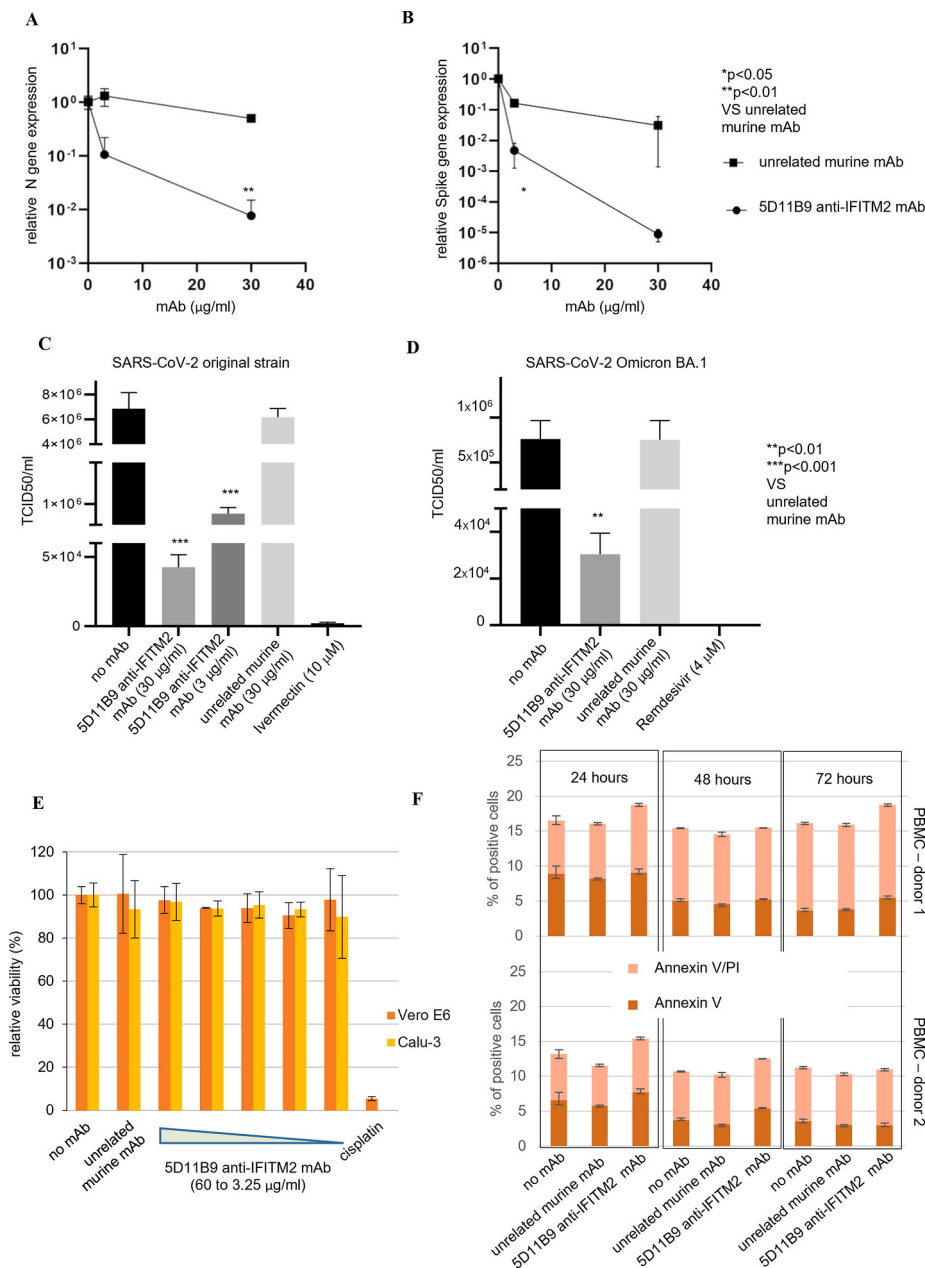 A
relative N gene expression
10^1
10^0
10^-1
10^-2
10^-3
**
0 10 20 30 40
mAb (µg/ml)
B
relative Spike gene expression
10^1
10^0
10^-1
10^-2
10^-3
10^-4
10^-5
10^-6
*
0 10 20 30 40
mAb (µg/ml)
*p<0.05
**p<0.01
VS unrelated
murine mAb
unrelated murine mAb
5D11B9 anti-IFITM2 mAb
C
SARS-CoV-2 original strain
TCID50/ml
8×10^6
6×10^6
4×10^6
1×10^6
5×10^4
0
***
***
no mAb
5D11B9 anti-IFITM2
mAb (30 µg/ml)
5D11B9 anti-IFITM2
mAb (3 µg/ml)
unrelated murine
mAb (30 µg/ml)
Ivermectin (10 µM)
D
SARS-CoV-2 Omicron BA.1
TCID50/ml
1x10^6
5x10^5
4x10^4
2x10^4
0
**
no mAb
5D11B9 anti-IFITM2
mAb (30 µg/ml)
unrelated murine
mAb (30 µg/ml)
Remdesivir (4 µM)
**p<0.01
***p<0.001
VS
unrelated
murine mAb
E
relative viability (%)
120
100
80
60
40
20
0
Vero E6
Calu-3
no mAb
unrelated
murine mAb
5D11B9 anti-IFITM2 mAb
(60 to 3.25 µg/ml)
cisplatin
F
% of positive cells
25
20
15
10
5
0
24 hours
48 hours
72 hours
PBMC – donor 1
Annexin V/PI
Annexin V
% of positive cells
25
20
15
10
5
0
PBMC – donor 2
no mAb
unrelated murine mAb
5D11B9 anti-IFITM2 mAb
no mAb
unrelated murine mAb
5D11B9 anti-IFITM2 mAb
no mAb
unrelated murine mAb
5D11B9 anti-IFITM2 mAb